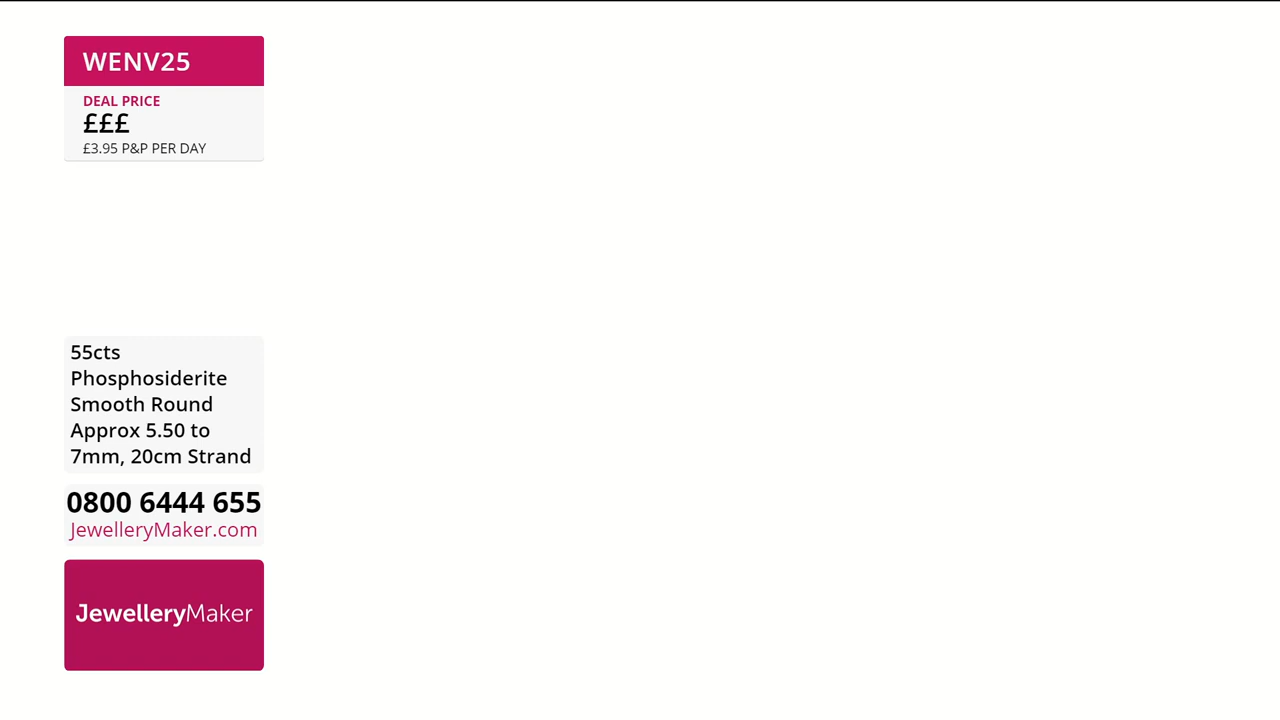 WENV25
DEAL PRICE
£££
£3.95 P&P PER DAY
55cts
Phosphosiderite
Smooth Round
Approx 5.50 to
7mm, 20cm Strand
0800 6444 655
JewelleryMaker.com
JewelleryMaker